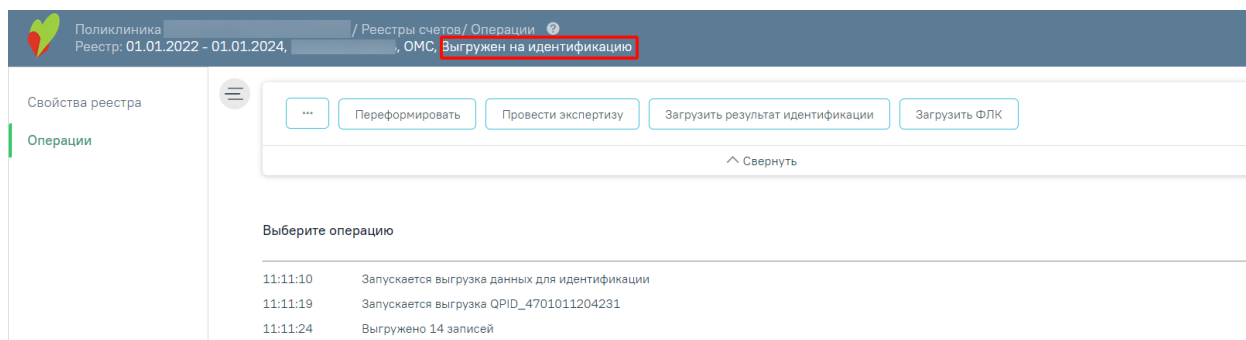 Поликлиника / Реестры счетов/ Операции ?
Реестр: 01.01.2022 - 01.01.2024, , ОМС, Выгружен на идентификацию
Свойства реестра
Операции
... Переформировать Провести экспертизу Загрузить результат идентификации Загрузить ФЛК
Свернуть
Выберите операцию
11:11:10 Запускается выгрузка данных для идентификации
11:11:19 Запускается выгрузка QPID_4701011204231
11:11:24 Выгружено 14 записей